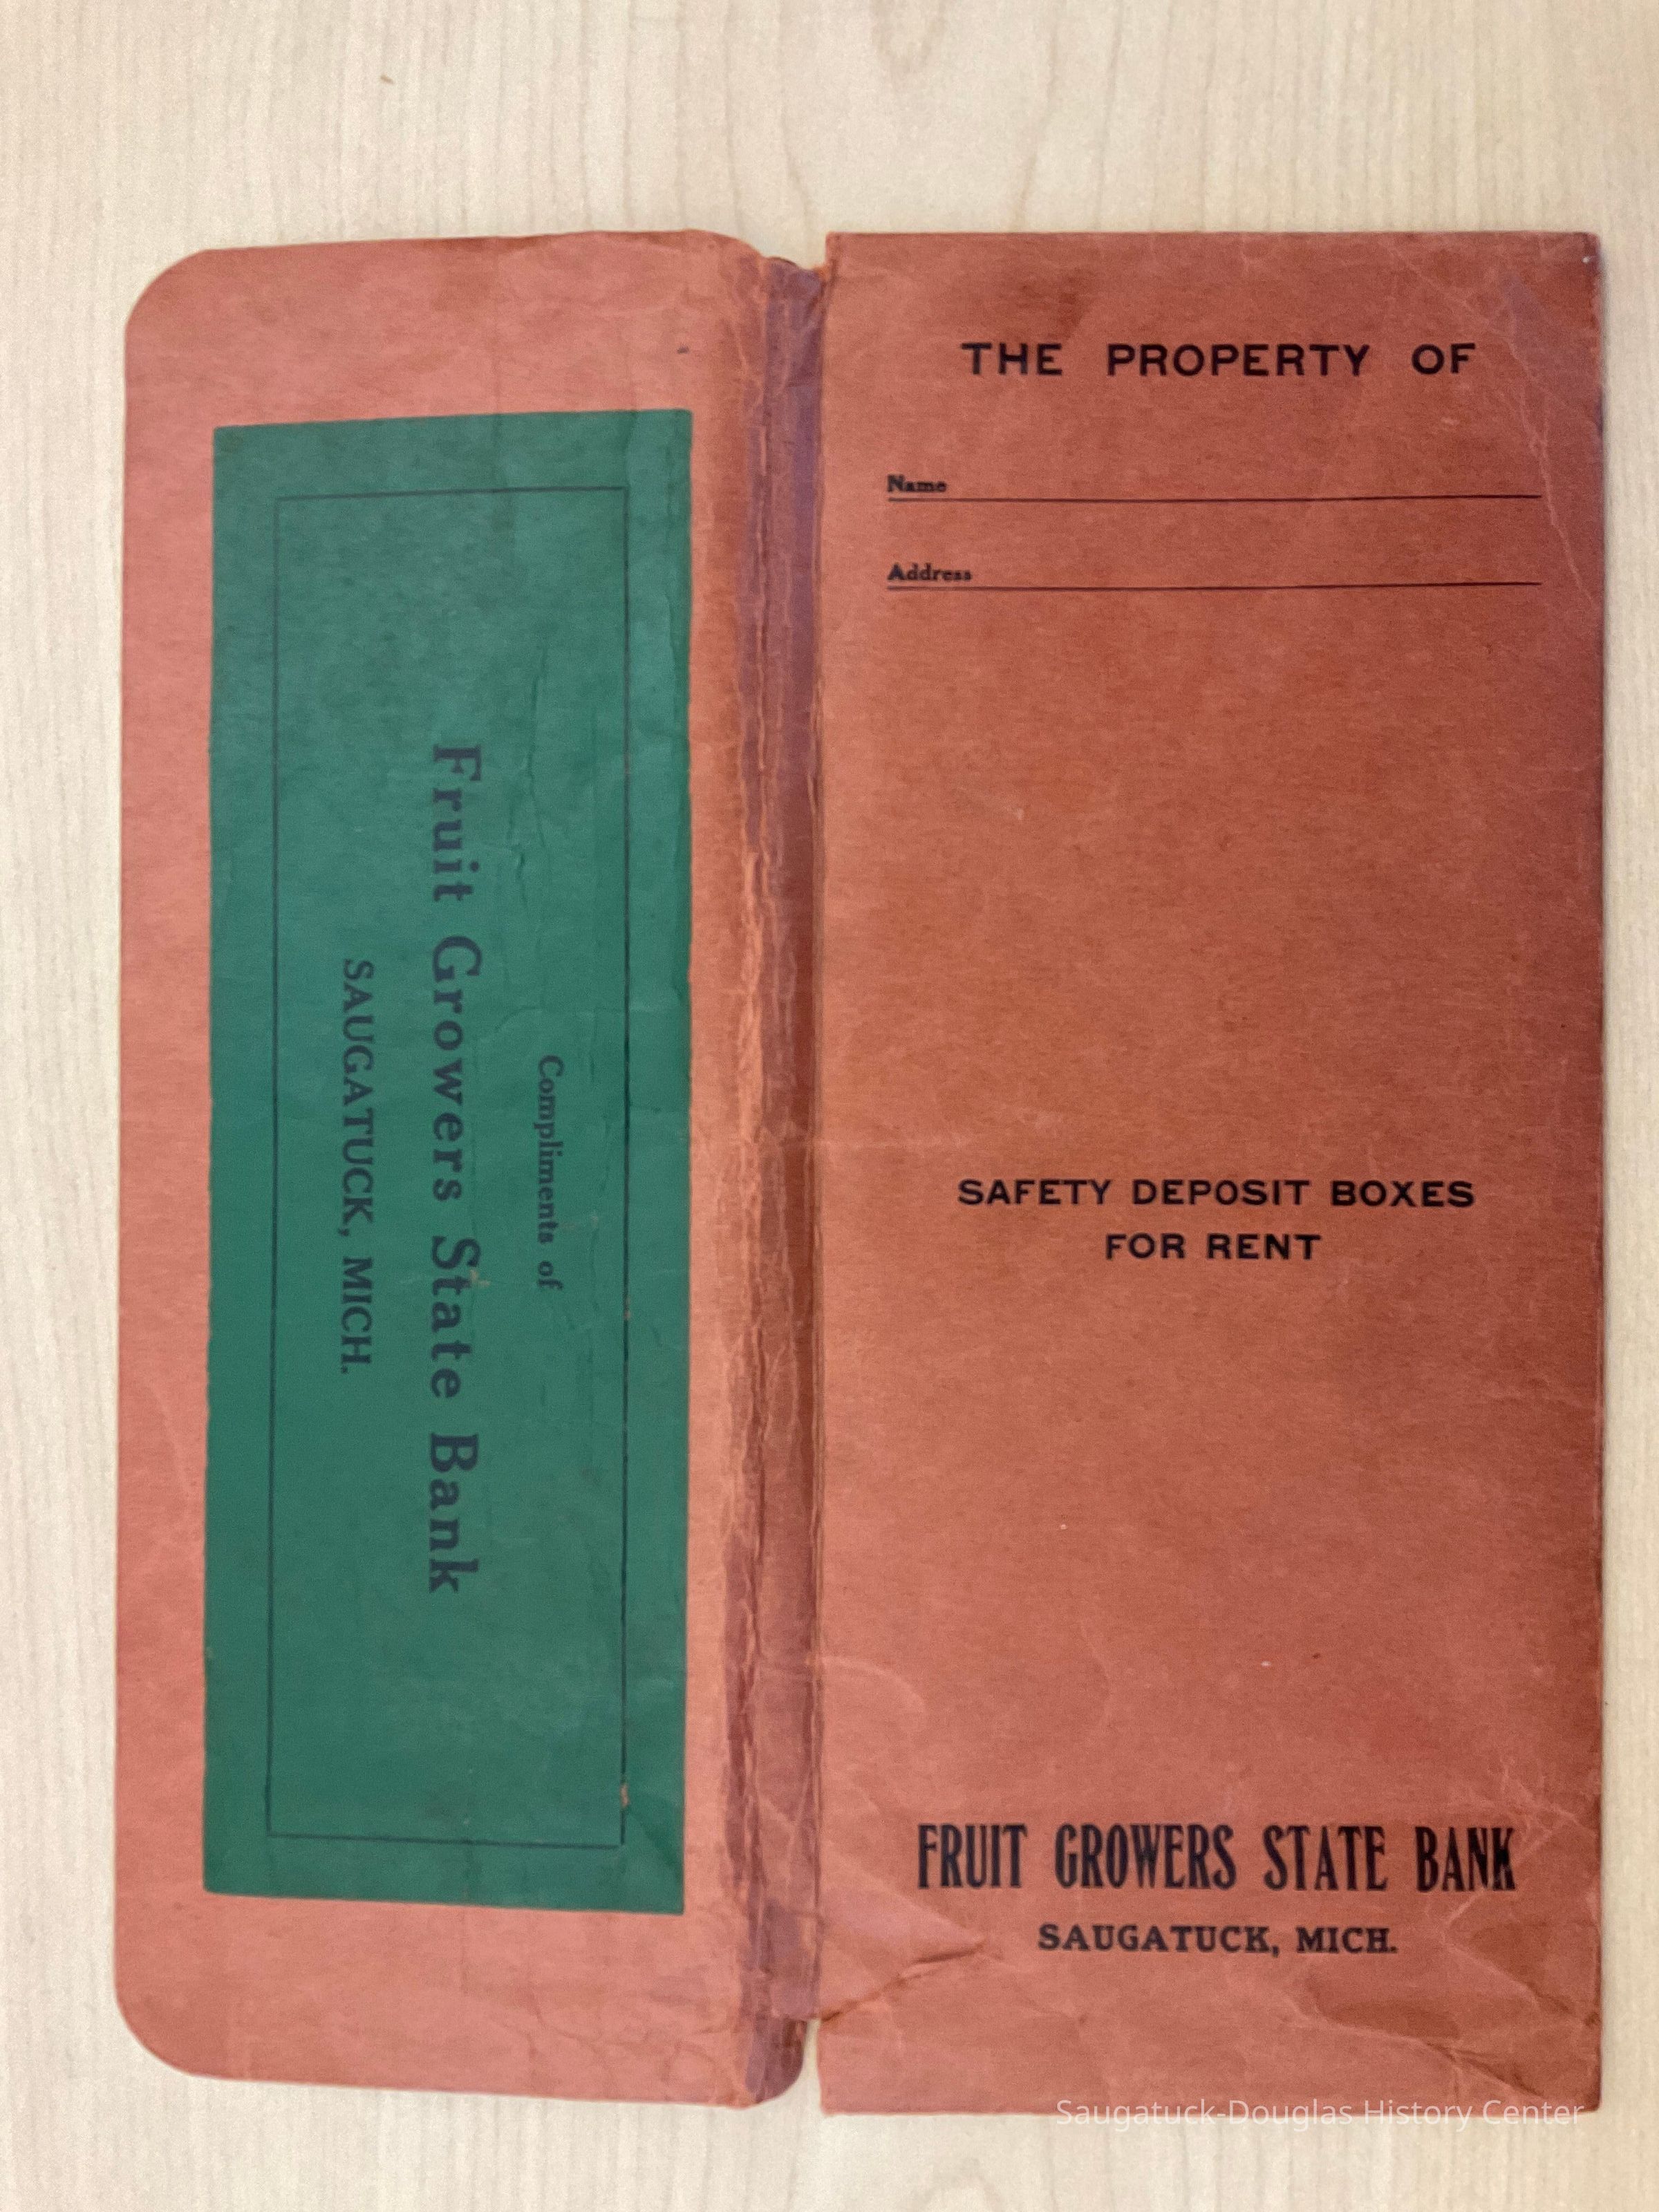 Compliments of
Fruit Growers State Bank
SAUGATUCK, MICH.
THE PROPERTY OF
Name
Address
SAFETY DEPOSIT BOXES
FOR RENT
FRUIT GROWERS STATE BANK
SAUGATUCK, MICH.
Saugatuck-Douglas History Center